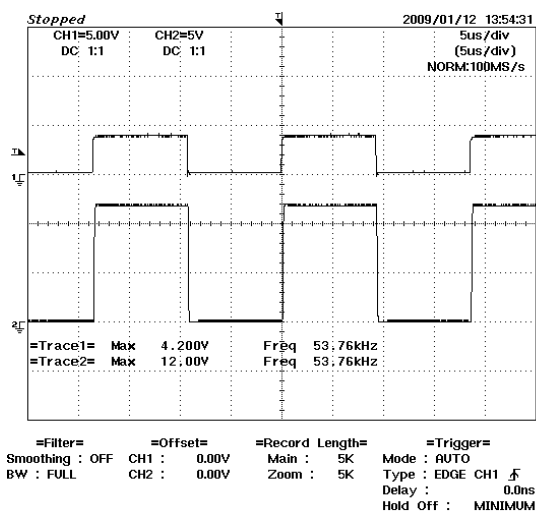 Stopped 2009/01/12 13:54:31
CH1=5.00V CH2=5V 5us/div
DC 1:1 DC 1:1 (5us/div)
NORM:100MS/s
T
T
1
2
=Trace1= Max 4.200V Freq 53.76kHz
=Trace2= Max 12.00V Freq 53.76kHz
=Filter= =Offset= =Record Length= =Trigger=
Smoothing : OFF CH1 : 0.00V Main : 5K Mode : AUTO
BW : FULL CH2 : 0.00V Zoom : 5K Type : EDGE CH1
Delay : 0.0ns
Hold Off : MINIMUM